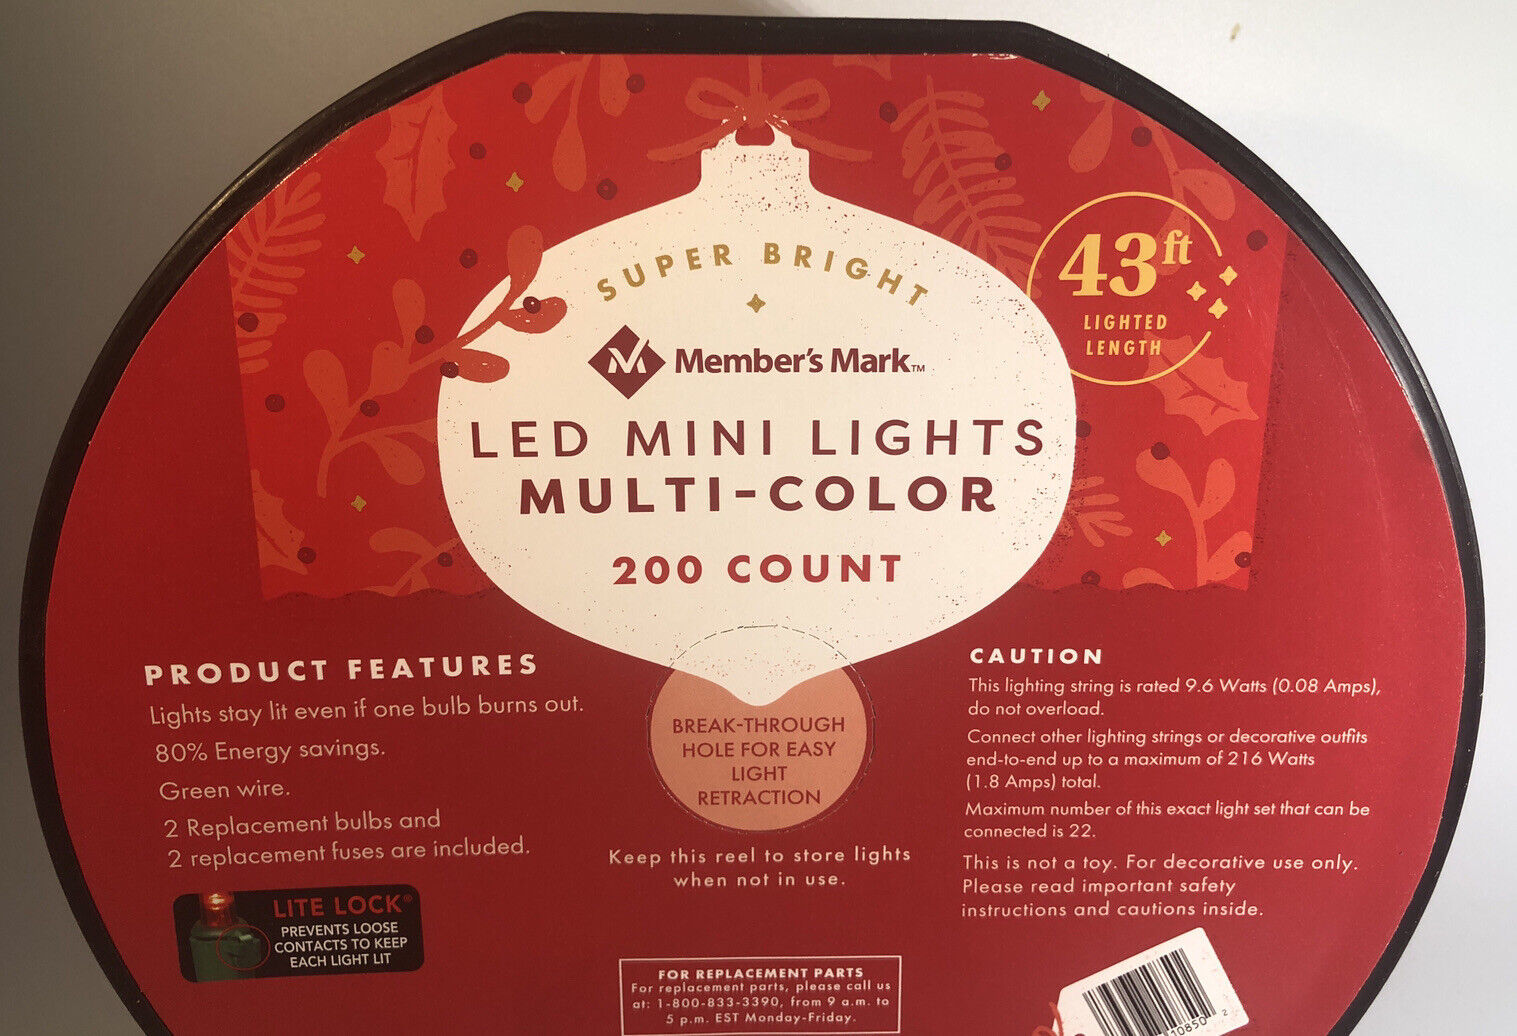 SUPER BRIGHT
Member's Mark™
LED MINI LIGHTS
MULTI-COLOR
200 COUNT
43ft
LIGHTED
LENGTH
PRODUCT FEATURES
Lights stay lit even if one bulb burns out.
80% Energy savings.
Green wire.
2 Replacement bulbs and
2 replacement fuses are included.
LITE LOCK®
PREVENTS LOOSE
CONTACTS TO KEEP
EACH LIGHT LIT
BREAK-THROUGH
HOLE FOR EASY
LIGHT
RETRACTION
Keep this reel to store lights
when not in use.
FOR REPLACEMENT PARTS
For replacement parts, please call us
at: 1-800-833-3390, from 9 a.m. to
5 p.m. EST Monday-Friday.
CAUTION
This lighting string is rated 9.6 Watts (0.08 Amps),
do not overload.
Connect other lighting strings or decorative outfits
end-to-end up to a maximum of 216 Watts
(1.8 Amps) total.
Maximum number of this exact light set that can be
connected is 22.
This is not a toy. For decorative use only.
Please read important safety
instructions and cautions inside.
10850 2